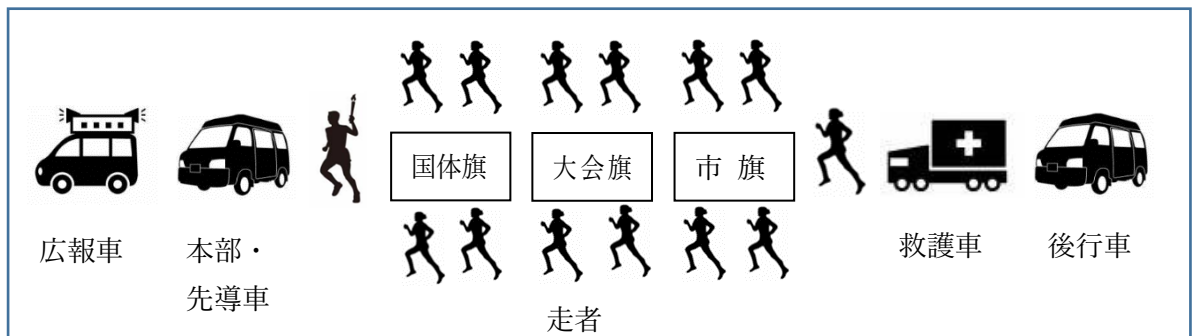 国体旗
大会旗
市 旗
広報車
本部・
先導車
走者
救護車
後行車